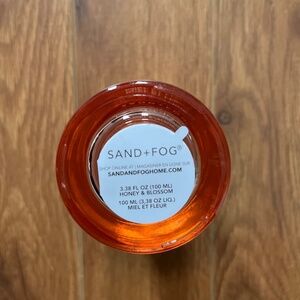 SAND+FOG®
SHOP ONLINE AT | MAGASINER EN LIGNE SUR
SANDANDFOGHOME.COM
3.38 FL OZ (100 ML)
HONEY & BLOSSOM
100 ML (3,38 OZ LIQ.)
MIEL ET FLEUR